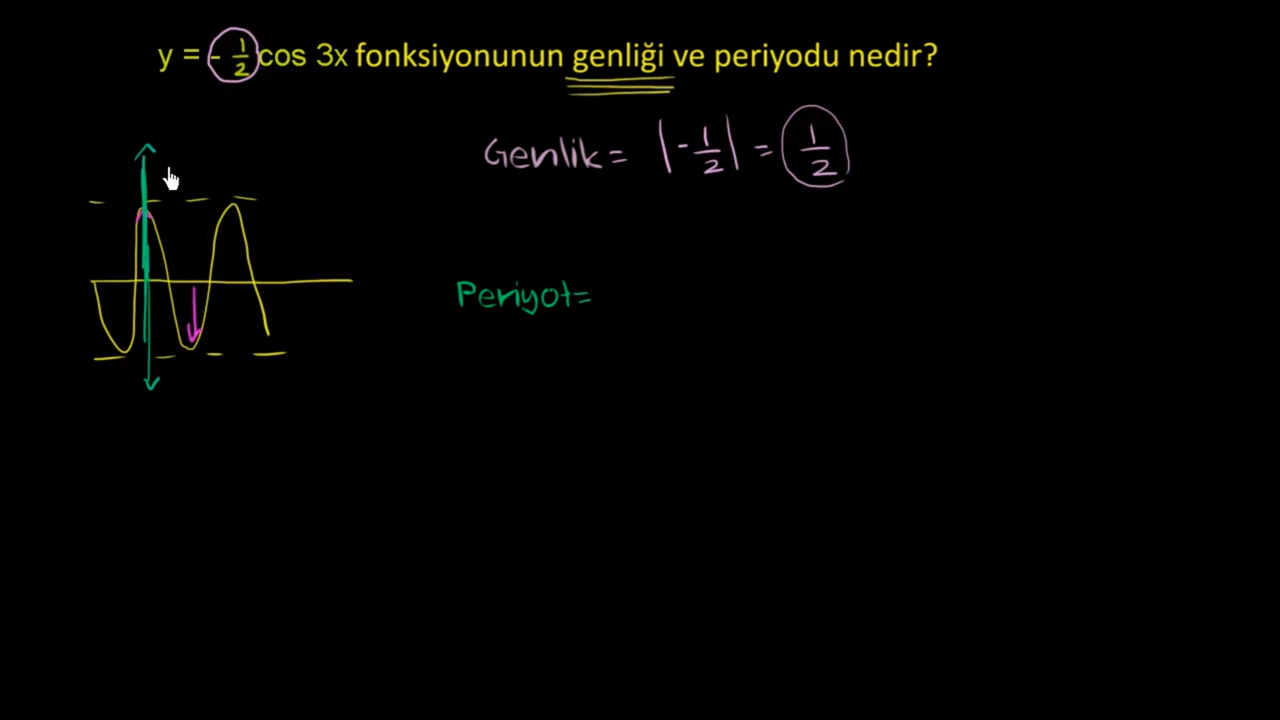 y = - 1/2 cos 3x fonksiyonunun genliği ve periyodu nedir?
Genlik = |- 1/2| = 1/2
Periyot =